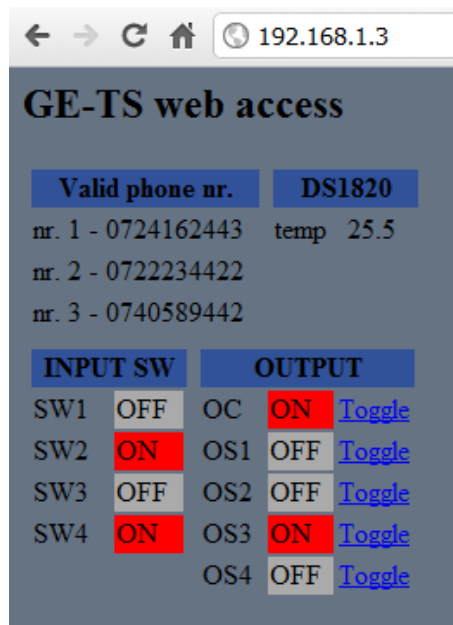 192.168.1.3
GE-TS web access
Valid phone nr. DS1820
nr. 1 - 0724162443 temp 25.5
nr. 2 - 0722234422
nr. 3 - 0740589442
INPUT SW OUTPUT
SW1 OFF OC ON Toggle
SW2 ON OS1 OFF Toggle
SW3 OFF OS2 OFF Toggle
SW4 ON OS3 ON Toggle
OS4 OFF Toggle